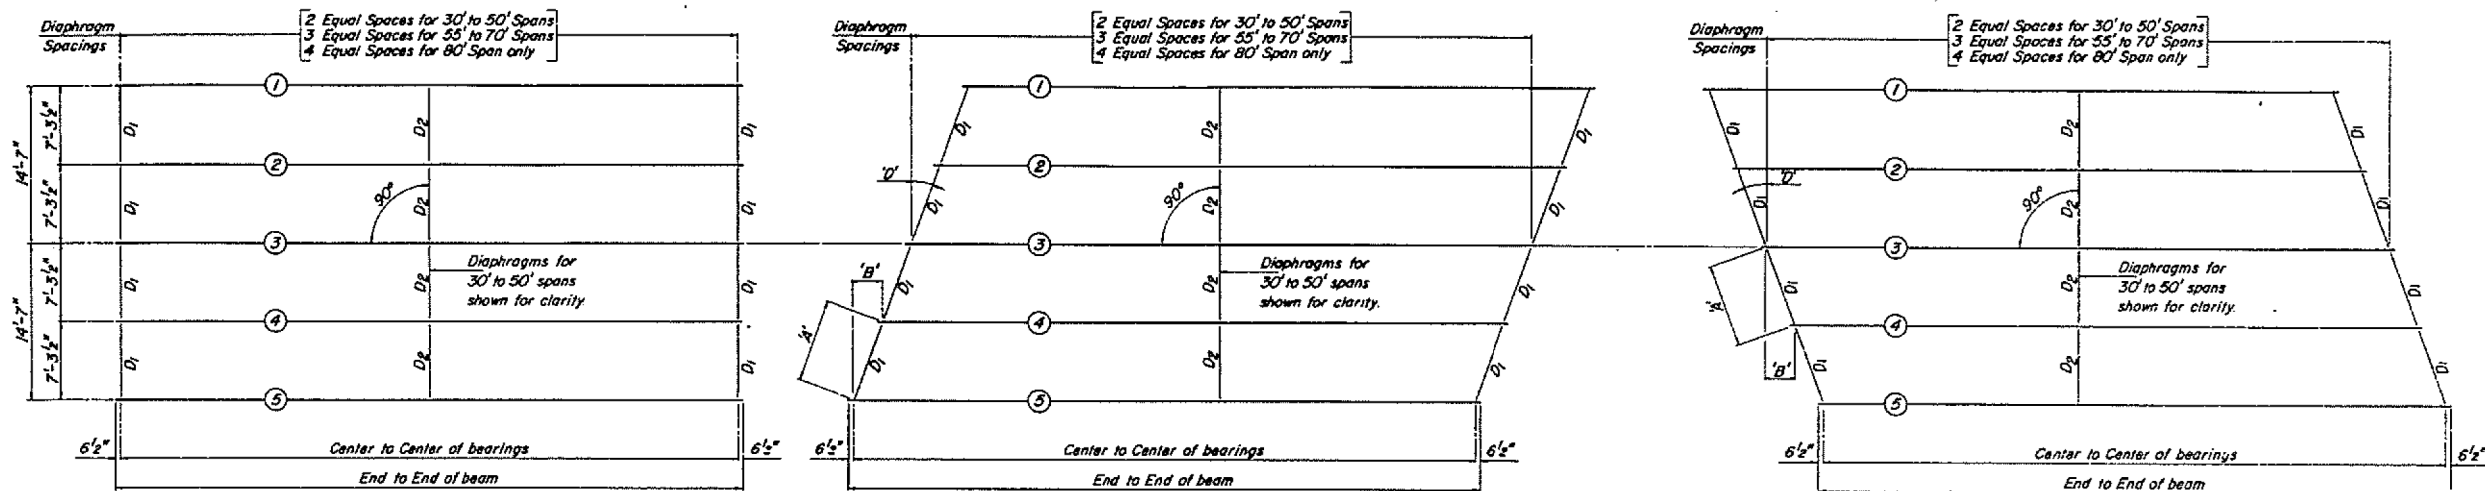 Diaphragm
Spacings
2 Equal Spaces for 30' to 50' Spans
3 Equal Spaces for 55' to 70' Spans
4 Equal Spaces for 80' Span only
1
2
3
4
5
14'-7"
14'-7"
7'-3½"
7'-3½"
7'-3½"
7'-3½"
D1
D1
D1
D1
D2
D2
D2
D2
D1
D1
D1
D1
90°
Diaphragms for
30' to 50' spans
shown for clarity.
6½"
Center to Center of bearings
6½"
End to End of beam
Diaphragm
Spacings
2 Equal Spaces for 30' to 50' Spans
3 Equal Spaces for 55' to 70' Spans
4 Equal Spaces for 80' Span only
1
2
3
4
5
'D'
'B'
'A'
D1
D1
D1
D1
D2
D2
D2
D2
D1
D1
D1
D1
90°
Diaphragms for
30' to 50' spans
shown for clarity.
6½"
Center to Center of bearings
6½"
End to End of beam
Diaphragm
Spacings
2 Equal Spaces for 30' to 50' Spans
3 Equal Spaces for 55' to 70' Spans
4 Equal Spaces for 80' Span only
1
2
3
4
5
'D'
'A'
'B'
D1
D1
D1
D1
D2
D2
D2
D2
D1
D1
D1
D1
90°
Diaphragms for
30' to 50' spans
shown for clarity.
6½"
Center to Center of bearings
6½"
End to End of beam